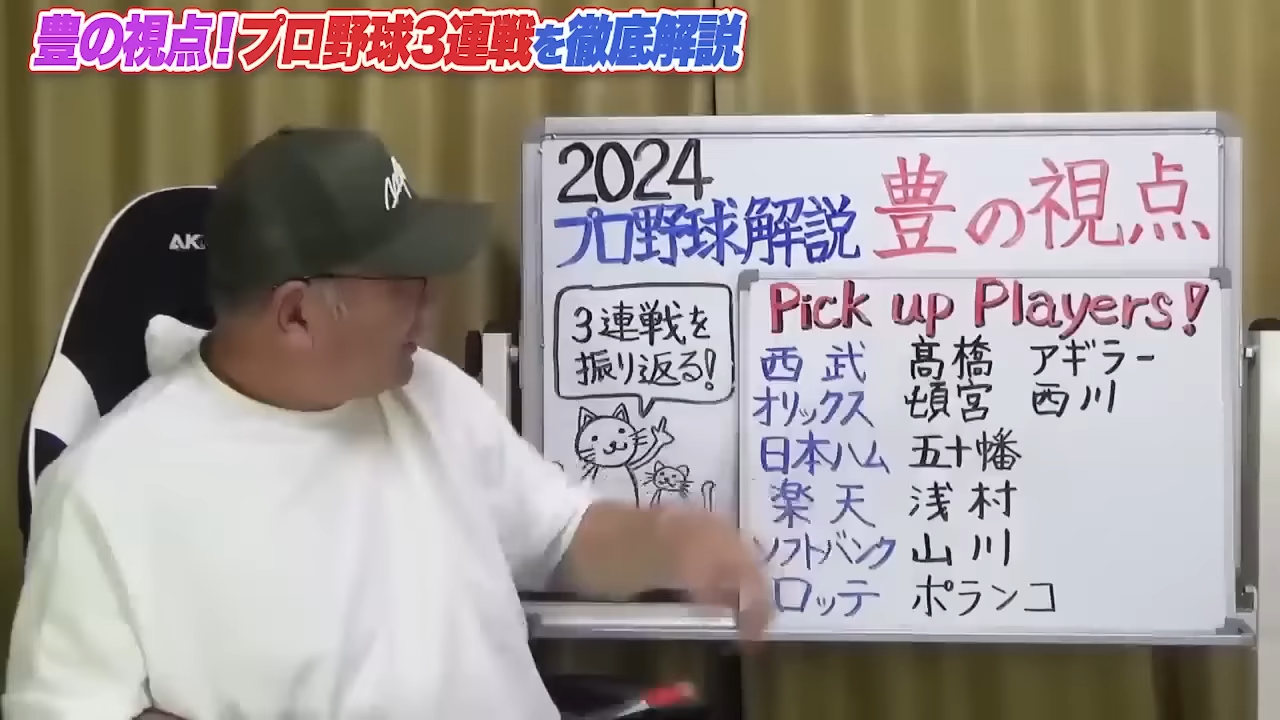 豊の視点!プロ野球3連戦を徹底解説
AK
2024
プロ野球解説
豊の視点
3連戦を
振り返る!
Pick up Players!
西武 髙橋 アギラー
オリックス 頓宮 西川
日本ハム 五十幡
楽天 浅村
ソフトバンク 山川
ロッテ ポランコ